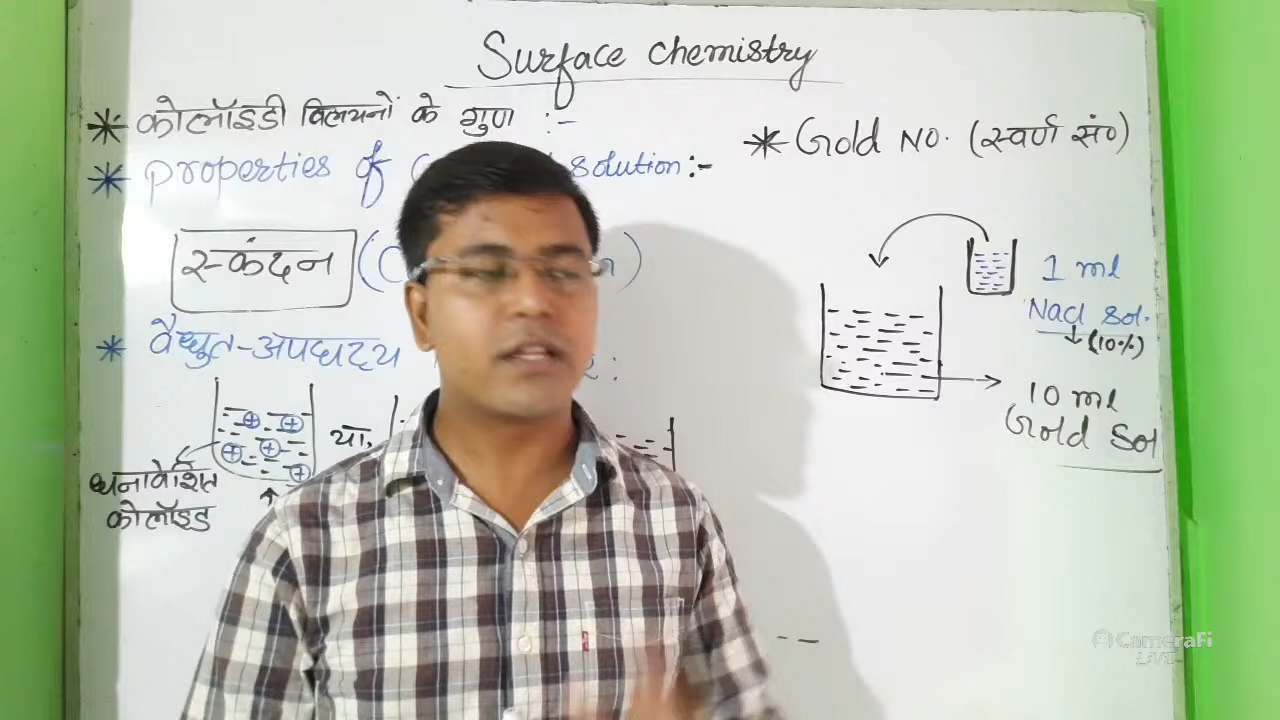 Surface Chemistry
* कोलॉइडी विलयनों के गुण :-
* Properties of solution :-
स्कंदन (
* वैध्युत-अपघट्य :
या.
धनावेशित
कोलॉइड
* Gold No. (स्वर्ण सं०)
1 ml
Nacl sol.
(10%)
10 ml
Gold Sol
CameraFi
LIVE